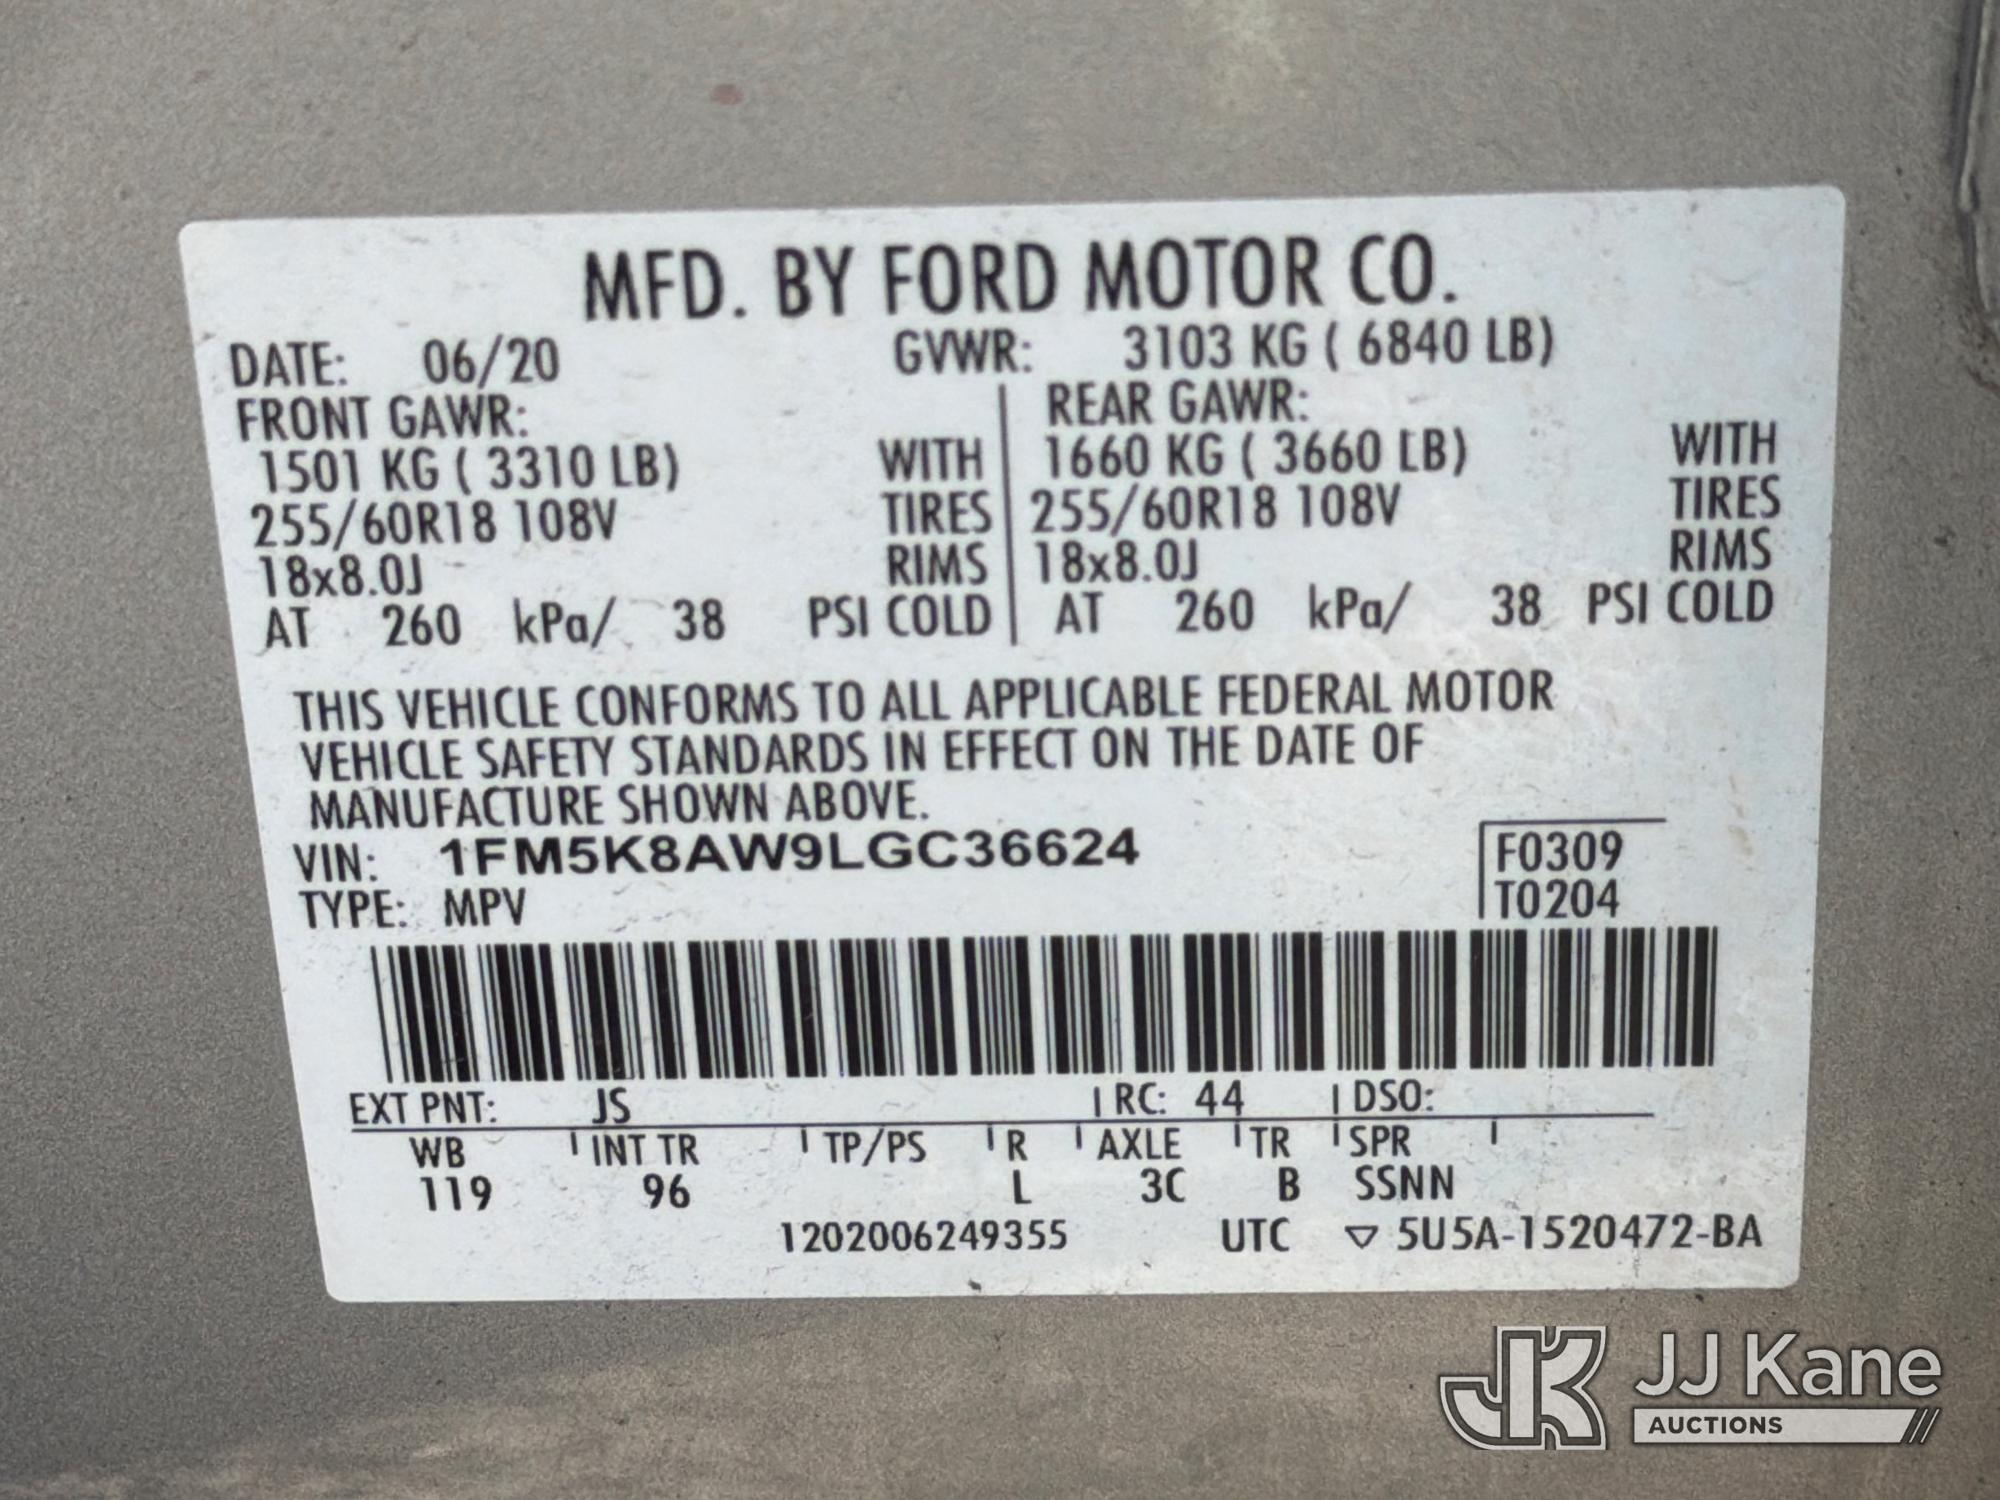 MFD. BY FORD MOTOR CO.
DATE: 06/20 GVWR: 3103 KG ( 6840 LB)
FRONT GAWR: REAR GAWR:
1501 KG ( 3310 LB) WITH 1660 KG ( 3660 LB) WITH
255/60R18 108V TIRES 255/60R18 108V TIRES
18x8.0J RIMS 18x8.0J RIMS
AT 260 kPa/ 38 PSI COLD AT 260 kPa/ 38 PSI COLD
THIS VEHICLE CONFORMS TO ALL APPLICABLE FEDERAL MOTOR
VEHICLE SAFETY STANDARDS IN EFFECT ON THE DATE OF
MANUFACTURE SHOWN ABOVE.
VIN: 1FM5K8AW9LGC36624 F0309
TYPE: MPV T0204
EXT PNT: JS RC: 44 DSO:
WB INT TR TP/PS R AXLE TR SPR
119 96 L 3C B SSNN
1202006249355 UTC ▽ 5U5A-1520472-BA
JK JJ Kane
AUCTIONS